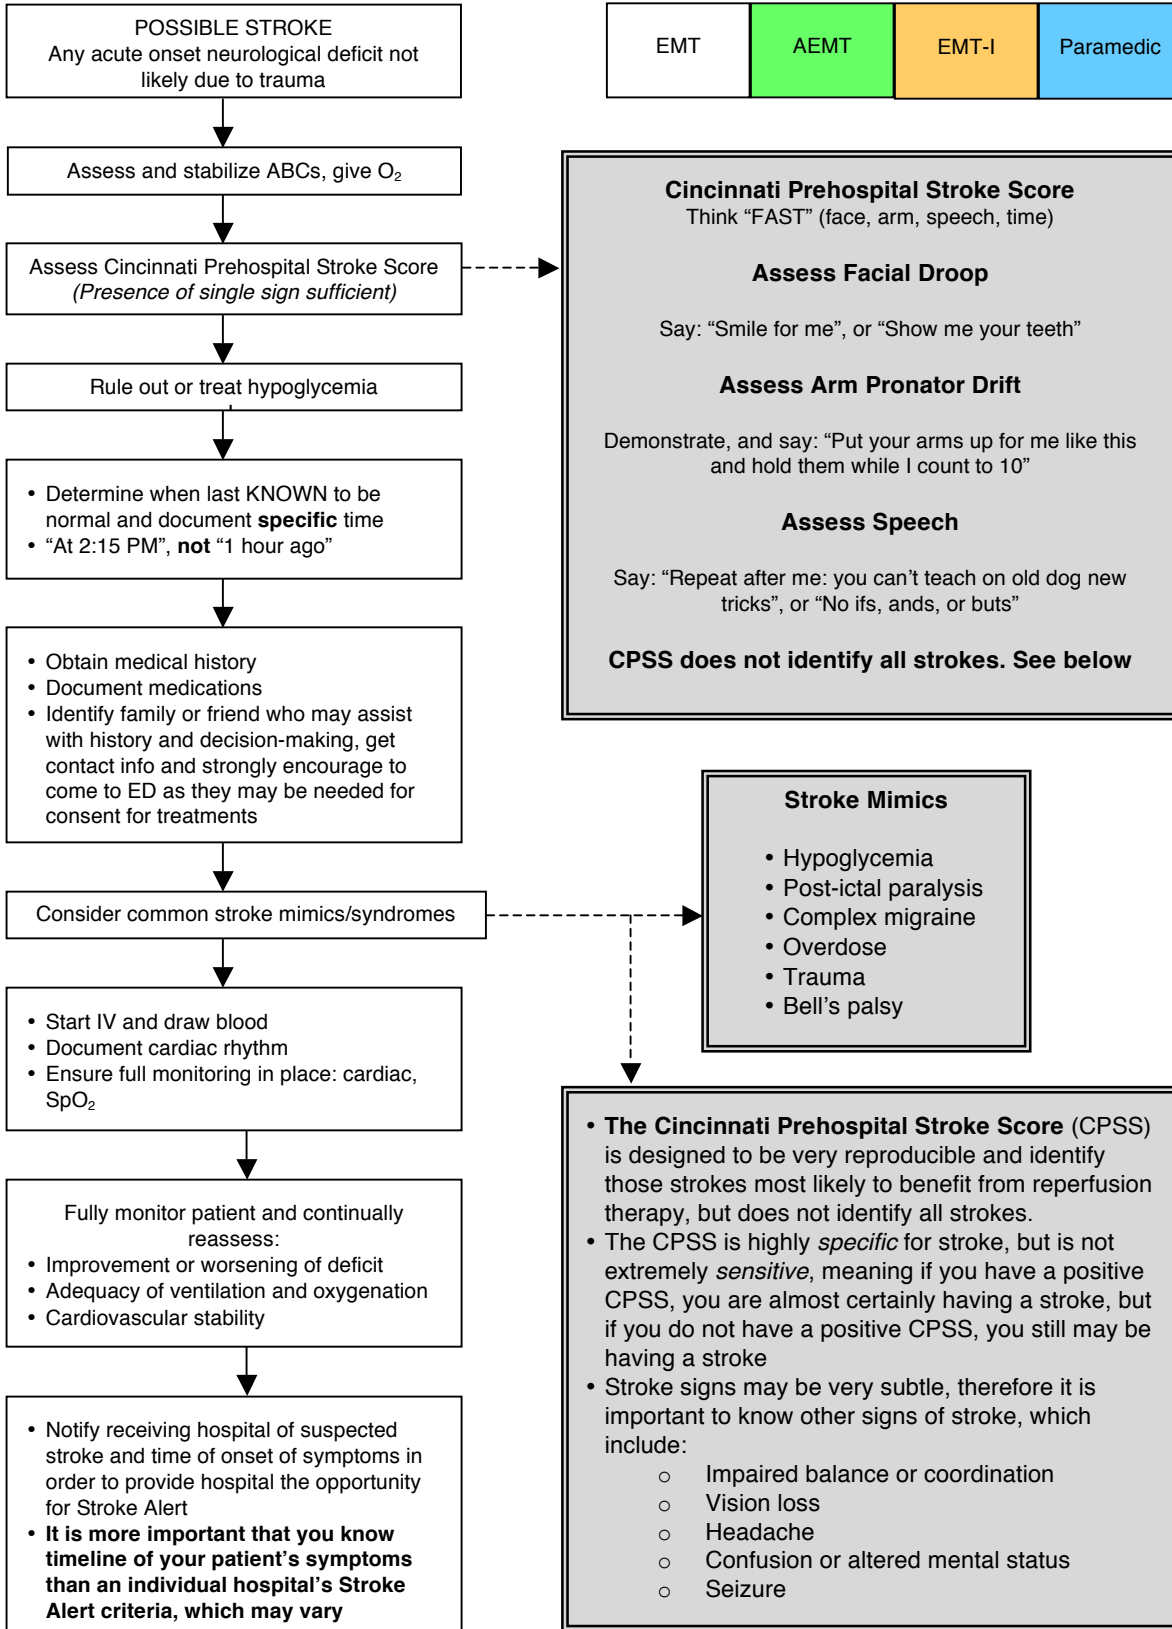 POSSIBLE STROKE
Any acute onset neurological deficit not
likely due to trauma
EMT
AEMT
EMT-I
Paramedic
Assess and stabilize ABCs, give O₂
Assess Cincinnati Prehospital Stroke Score
(Presence of single sign sufficient)
Rule out or treat hypoglycemia
• Determine when last KNOWN to be
normal and document specific time
• “At 2:15 PM”, not “1 hour ago”
• Obtain medical history
• Document medications
• Identify family or friend who may assist
with history and decision-making, get
contact info and strongly encourage to
come to ED as they may be needed for
consent for treatments
Consider common stroke mimics/syndromes
• Start IV and draw blood
• Document cardiac rhythm
• Ensure full monitoring in place: cardiac,
SpO₂
Fully monitor patient and continually
reassess:
• Improvement or worsening of deficit
• Adequacy of ventilation and oxygenation
• Cardiovascular stability
• Notify receiving hospital of suspected
stroke and time of onset of symptoms in
order to provide hospital the opportunity
for Stroke Alert
• It is more important that you know
timeline of your patient’s symptoms
than an individual hospital’s Stroke
Alert criteria, which may vary
Cincinnati Prehospital Stroke Score
Think “FAST” (face, arm, speech, time)
Assess Facial Droop
Say: “Smile for me”, or “Show me your teeth”
Assess Arm Pronator Drift
Demonstrate, and say: “Put your arms up for me like this
and hold them while I count to 10”
Assess Speech
Say: “Repeat after me: you can’t teach on old dog new
tricks”, or “No ifs, ands, or buts”
CPSS does not identify all strokes. See below
Stroke Mimics
• Hypoglycemia
• Post-ictal paralysis
• Complex migraine
• Overdose
• Trauma
• Bell’s palsy
• The Cincinnati Prehospital Stroke Score (CPSS)
is designed to be very reproducible and identify
those strokes most likely to benefit from reperfusion
therapy, but does not identify all strokes.
• The CPSS is highly specific for stroke, but is not
extremely sensitive, meaning if you have a positive
CPSS, you are almost certainly having a stroke, but
if you do not have a positive CPSS, you still may be
having a stroke
• Stroke signs may be very subtle, therefore it is
important to know other signs of stroke, which
include:
o Impaired balance or coordination
o Vision loss
o Headache
o Confusion or altered mental status
o Seizure